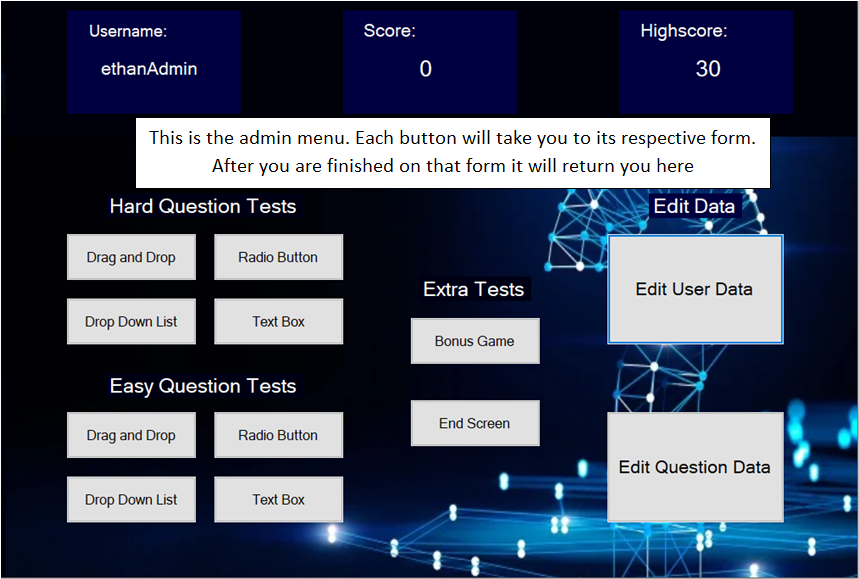 Username:
ethanAdmin
Score:
0
Highscore:
30
This is the admin menu. Each button will take you to its respective form.
After you are finished on that form it will return you here
Hard Question Tests
Drag and Drop
Radio Button
Drop Down List
Text Box
Easy Question Tests
Drag and Drop
Radio Button
Drop Down List
Text Box
Extra Tests
Bonus Game
End Screen
Edit Data
Edit User Data
Edit Question Data